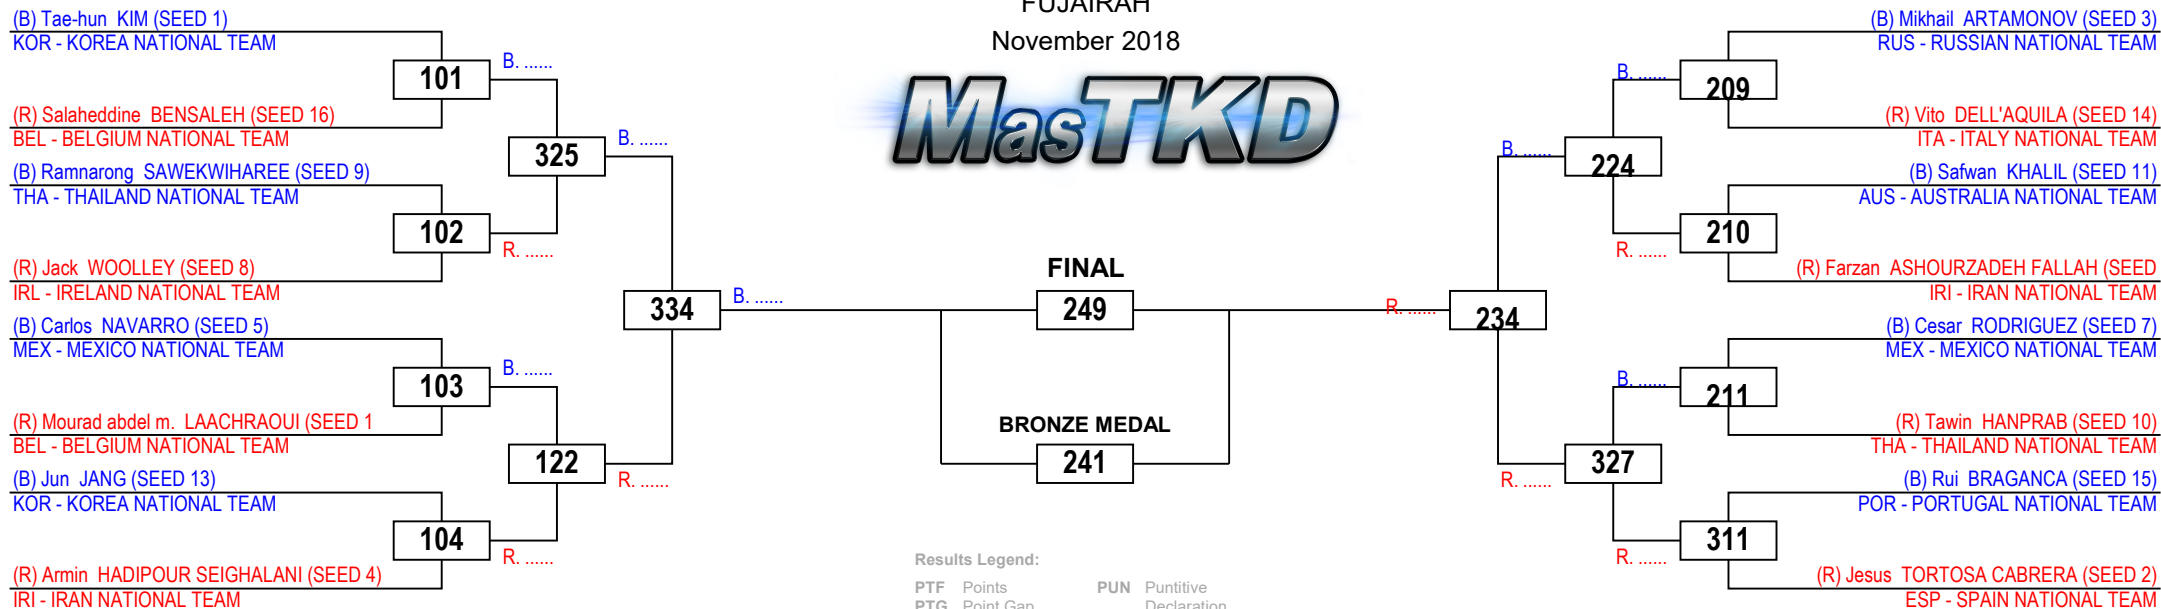 FUJAIRAH
November 2018
MasTKD
(B) Tae-hun KIM (SEED 1)
KOR - KOREA NATIONAL TEAM
101
B. ......
(R) Salaheddine BENSALEH (SEED 16)
BEL - BELGIUM NATIONAL TEAM
325
B. ......
(B) Ramnarong SAWEKWIHAREE (SEED 9)
THA - THAILAND NATIONAL TEAM
102
R. ......
(R) Jack WOOLLEY (SEED 8)
IRL - IRELAND NATIONAL TEAM
334
B. ......
(B) Carlos NAVARRO (SEED 5)
MEX - MEXICO NATIONAL TEAM
103
B. ......
(R) Mourad abdel m. LAACHRAOUI (SEED 1
BEL - BELGIUM NATIONAL TEAM
122
R. ......
(B) Jun JANG (SEED 13)
KOR - KOREA NATIONAL TEAM
104
R. ......
(R) Armin HADIPOUR SEIGHALANI (SEED 4)
IRI - IRAN NATIONAL TEAM
FINAL
249
BRONZE MEDAL
241
Results Legend:
PTF Points PUN Puntitive
PTG Point Gap Declaration
(B) Mikhail ARTAMONOV (SEED 3)
RUS - RUSSIAN NATIONAL TEAM
B. ......
209
(R) Vito DELL'AQUILA (SEED 14)
ITA - ITALY NATIONAL TEAM
B. ......
224
(B) Safwan KHALIL (SEED 11)
AUS - AUSTRALIA NATIONAL TEAM
R. ......
210
(R) Farzan ASHOURZADEH FALLAH (SEED
IRI - IRAN NATIONAL TEAM
R. ......
234
(B) Cesar RODRIGUEZ (SEED 7)
MEX - MEXICO NATIONAL TEAM
B. ......
211
(R) Tawin HANPRAB (SEED 10)
THA - THAILAND NATIONAL TEAM
R. ......
327
(B) Rui BRAGANCA (SEED 15)
POR - PORTUGAL NATIONAL TEAM
R. ......
311
(R) Jesus TORTOSA CABRERA (SEED 2)
ESP - SPAIN NATIONAL TEAM